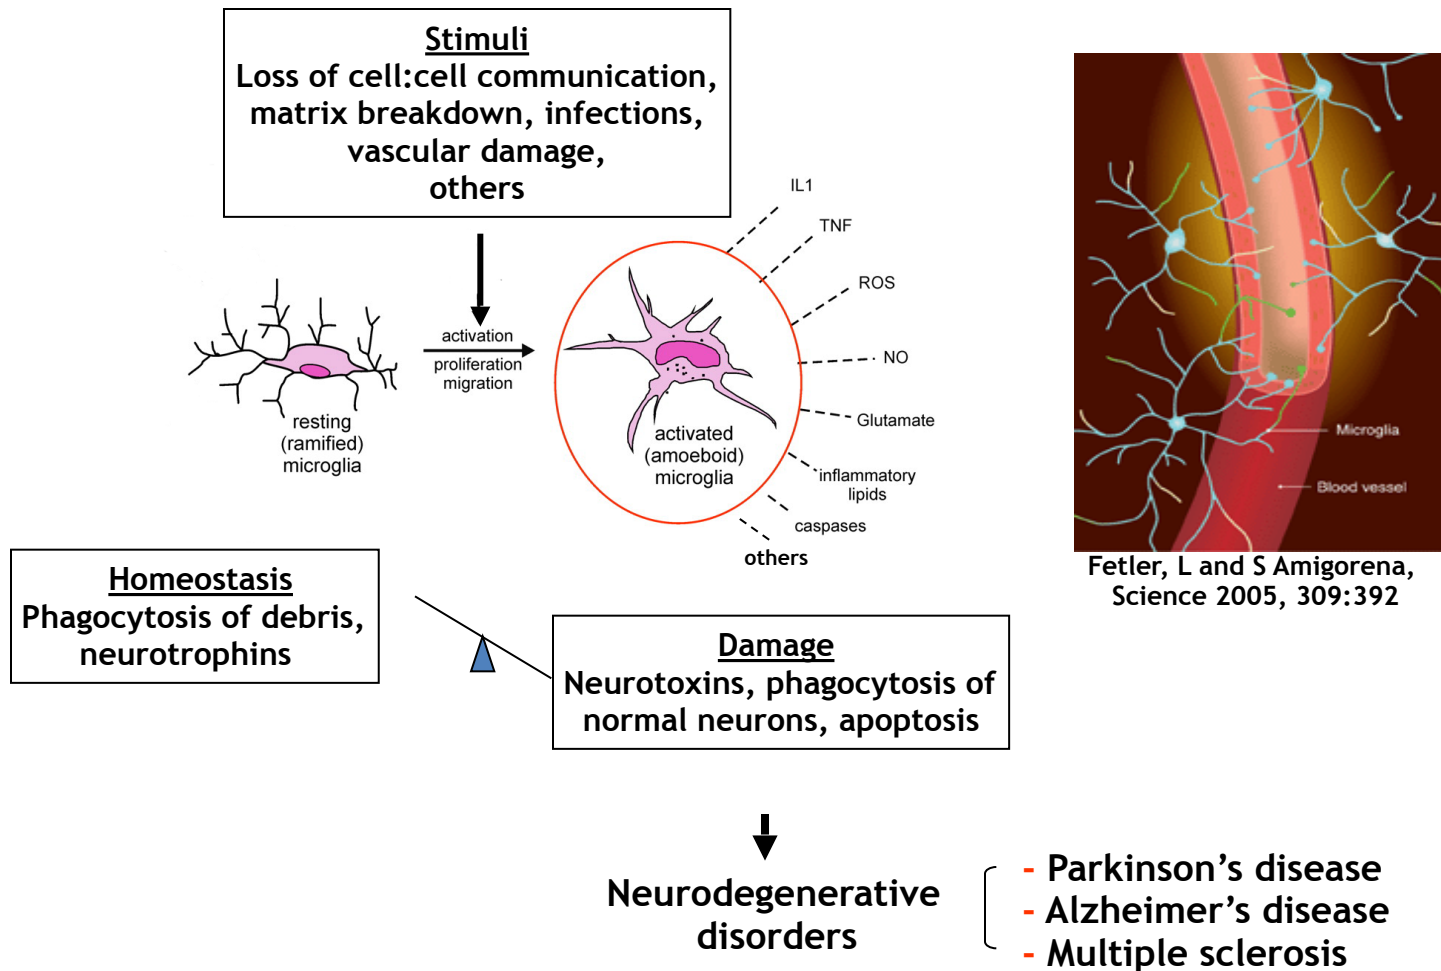 Stimuli
Loss of cell:cell communication,
matrix breakdown, infections,
vascular damage,
others
IL1
TNF
ROS
NO
Glutamate
inflammatory
lipids
caspases
others
activation
proliferation
migration
resting
(ramified)
microglia
activated
(amoeboid)
microglia
Microglia
Blood vessel
Fetler, L and S Amigorena,
Science 2005, 309:392
Homeostasis
Phagocytosis of debris,
neurotrophins
Damage
Neurotoxins, phagocytosis of
normal neurons, apoptosis
Neurodegenerative
disorders
- Parkinson’s disease
- Alzheimer’s disease
- Multiple sclerosis